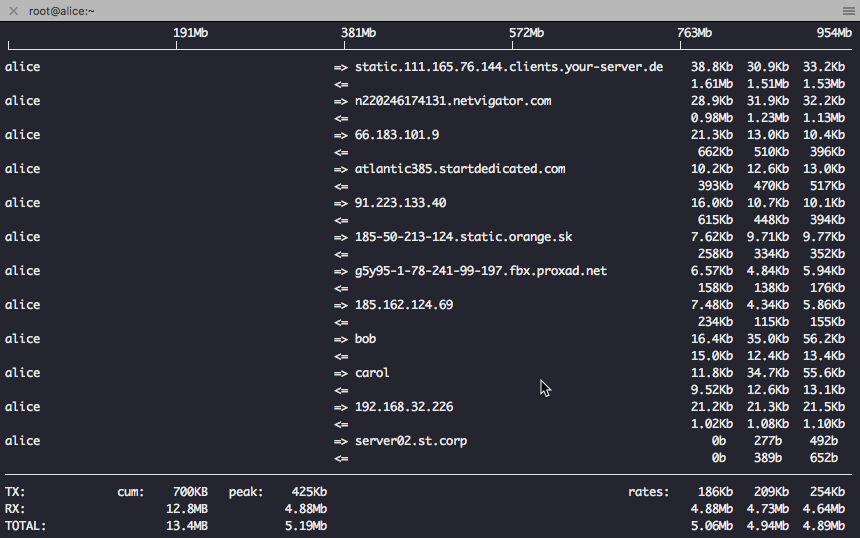 root@alice:~
191Mb 381Mb 572Mb 763Mb 954Mb
alice => static.111.165.76.144.clients.your-server.de 38.8Kb 30.9Kb 33.2Kb
<= 1.61Mb 1.51Mb 1.53Mb
alice => n220246174131.netvigator.com 28.9Kb 31.9Kb 32.2Kb
<= 0.98Mb 1.23Mb 1.13Mb
alice => 66.183.101.9 21.3Kb 13.0Kb 10.4Kb
<= 662Kb 510Kb 396Kb
alice => atlantic385.startdedicated.com 10.2Kb 12.6Kb 13.0Kb
<= 393Kb 470Kb 517Kb
alice => 91.223.133.40 16.0Kb 10.7Kb 10.1Kb
<= 615Kb 448Kb 394Kb
alice => 185-50-213-124.static.orange.sk 7.62Kb 9.71Kb 9.77Kb
<= 258Kb 334Kb 352Kb
alice => g5y95-1-78-241-99-197.fbx.proxad.net 6.57Kb 4.84Kb 5.94Kb
<= 158Kb 138Kb 176Kb
alice => 185.162.124.69 7.48Kb 4.34Kb 5.86Kb
<= 234Kb 115Kb 155Kb
alice => bob 16.4Kb 35.0Kb 56.2Kb
<= 15.0Kb 12.4Kb 13.4Kb
alice => carol 11.8Kb 34.7Kb 55.6Kb
<= 9.52Kb 12.6Kb 13.1Kb
alice => 192.168.32.226 21.2Kb 21.3Kb 21.5Kb
<= 1.02Kb 1.08Kb 1.10Kb
alice => server02.st.corp 0b 277b 492b
<= 0b 389b 652b
TX: cum: 700KB peak: 425Kb rates: 186Kb 209Kb 254Kb
RX: 12.8MB 4.88Mb 4.88Mb 4.73Mb 4.64Mb
TOTAL: 13.4MB 5.19Mb 5.06Mb 4.94Mb 4.89Mb